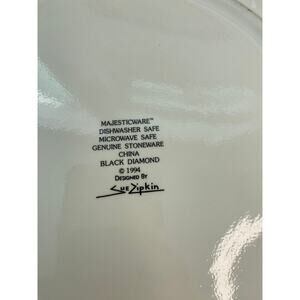 MAJESTICWARE™
DISHWASHER SAFE
MICROWAVE SAFE
GENUINE STONEWARE
CHINA
BLACK DIAMOND
© 1994
DESIGNED BY
Sue Zipkin